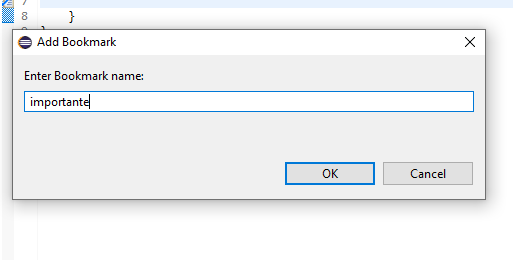 7
8 }
Add Bookmark
Enter Bookmark name:
importante
OK Cancel